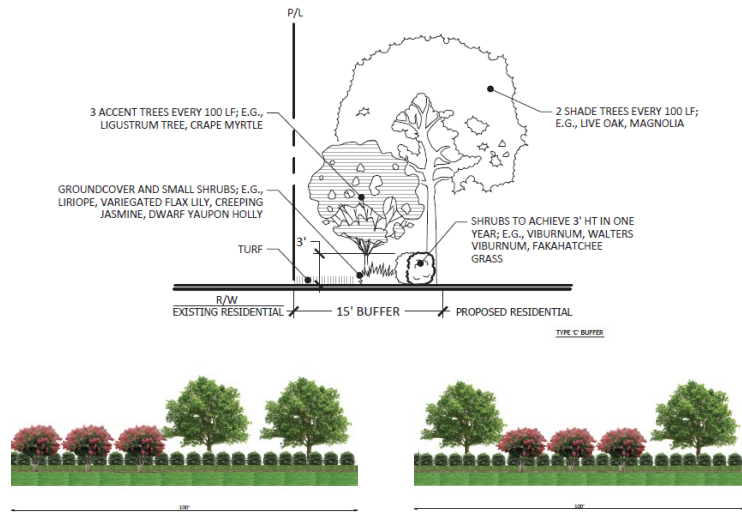 P/L
3 ACCENT TREES EVERY 100 LF; E.G.,
LIGUSTRUM TREE, CRAPE MYRTLE
2 SHADE TREES EVERY 100 LF;
E.G., LIVE OAK, MAGNOLIA
GROUNDCOVER AND SMALL SHRUBS; E.G.,
LIRIOPE, VARIEGATED FLAX LILY, CREEPING
JASMINE, DWARF YAUPON HOLLY
SHRUBS TO ACHIEVE 3' HT IN ONE
YEAR; E.G., VIBURNUM, WALTERS
VIBURNUM, FAKAHATCHEE
GRASS
3'
TURF
R/W
EXISTING RESIDENTIAL
15' BUFFER
PROPOSED RESIDENTIAL
TYPE 'C' BUFFER
100'
100'